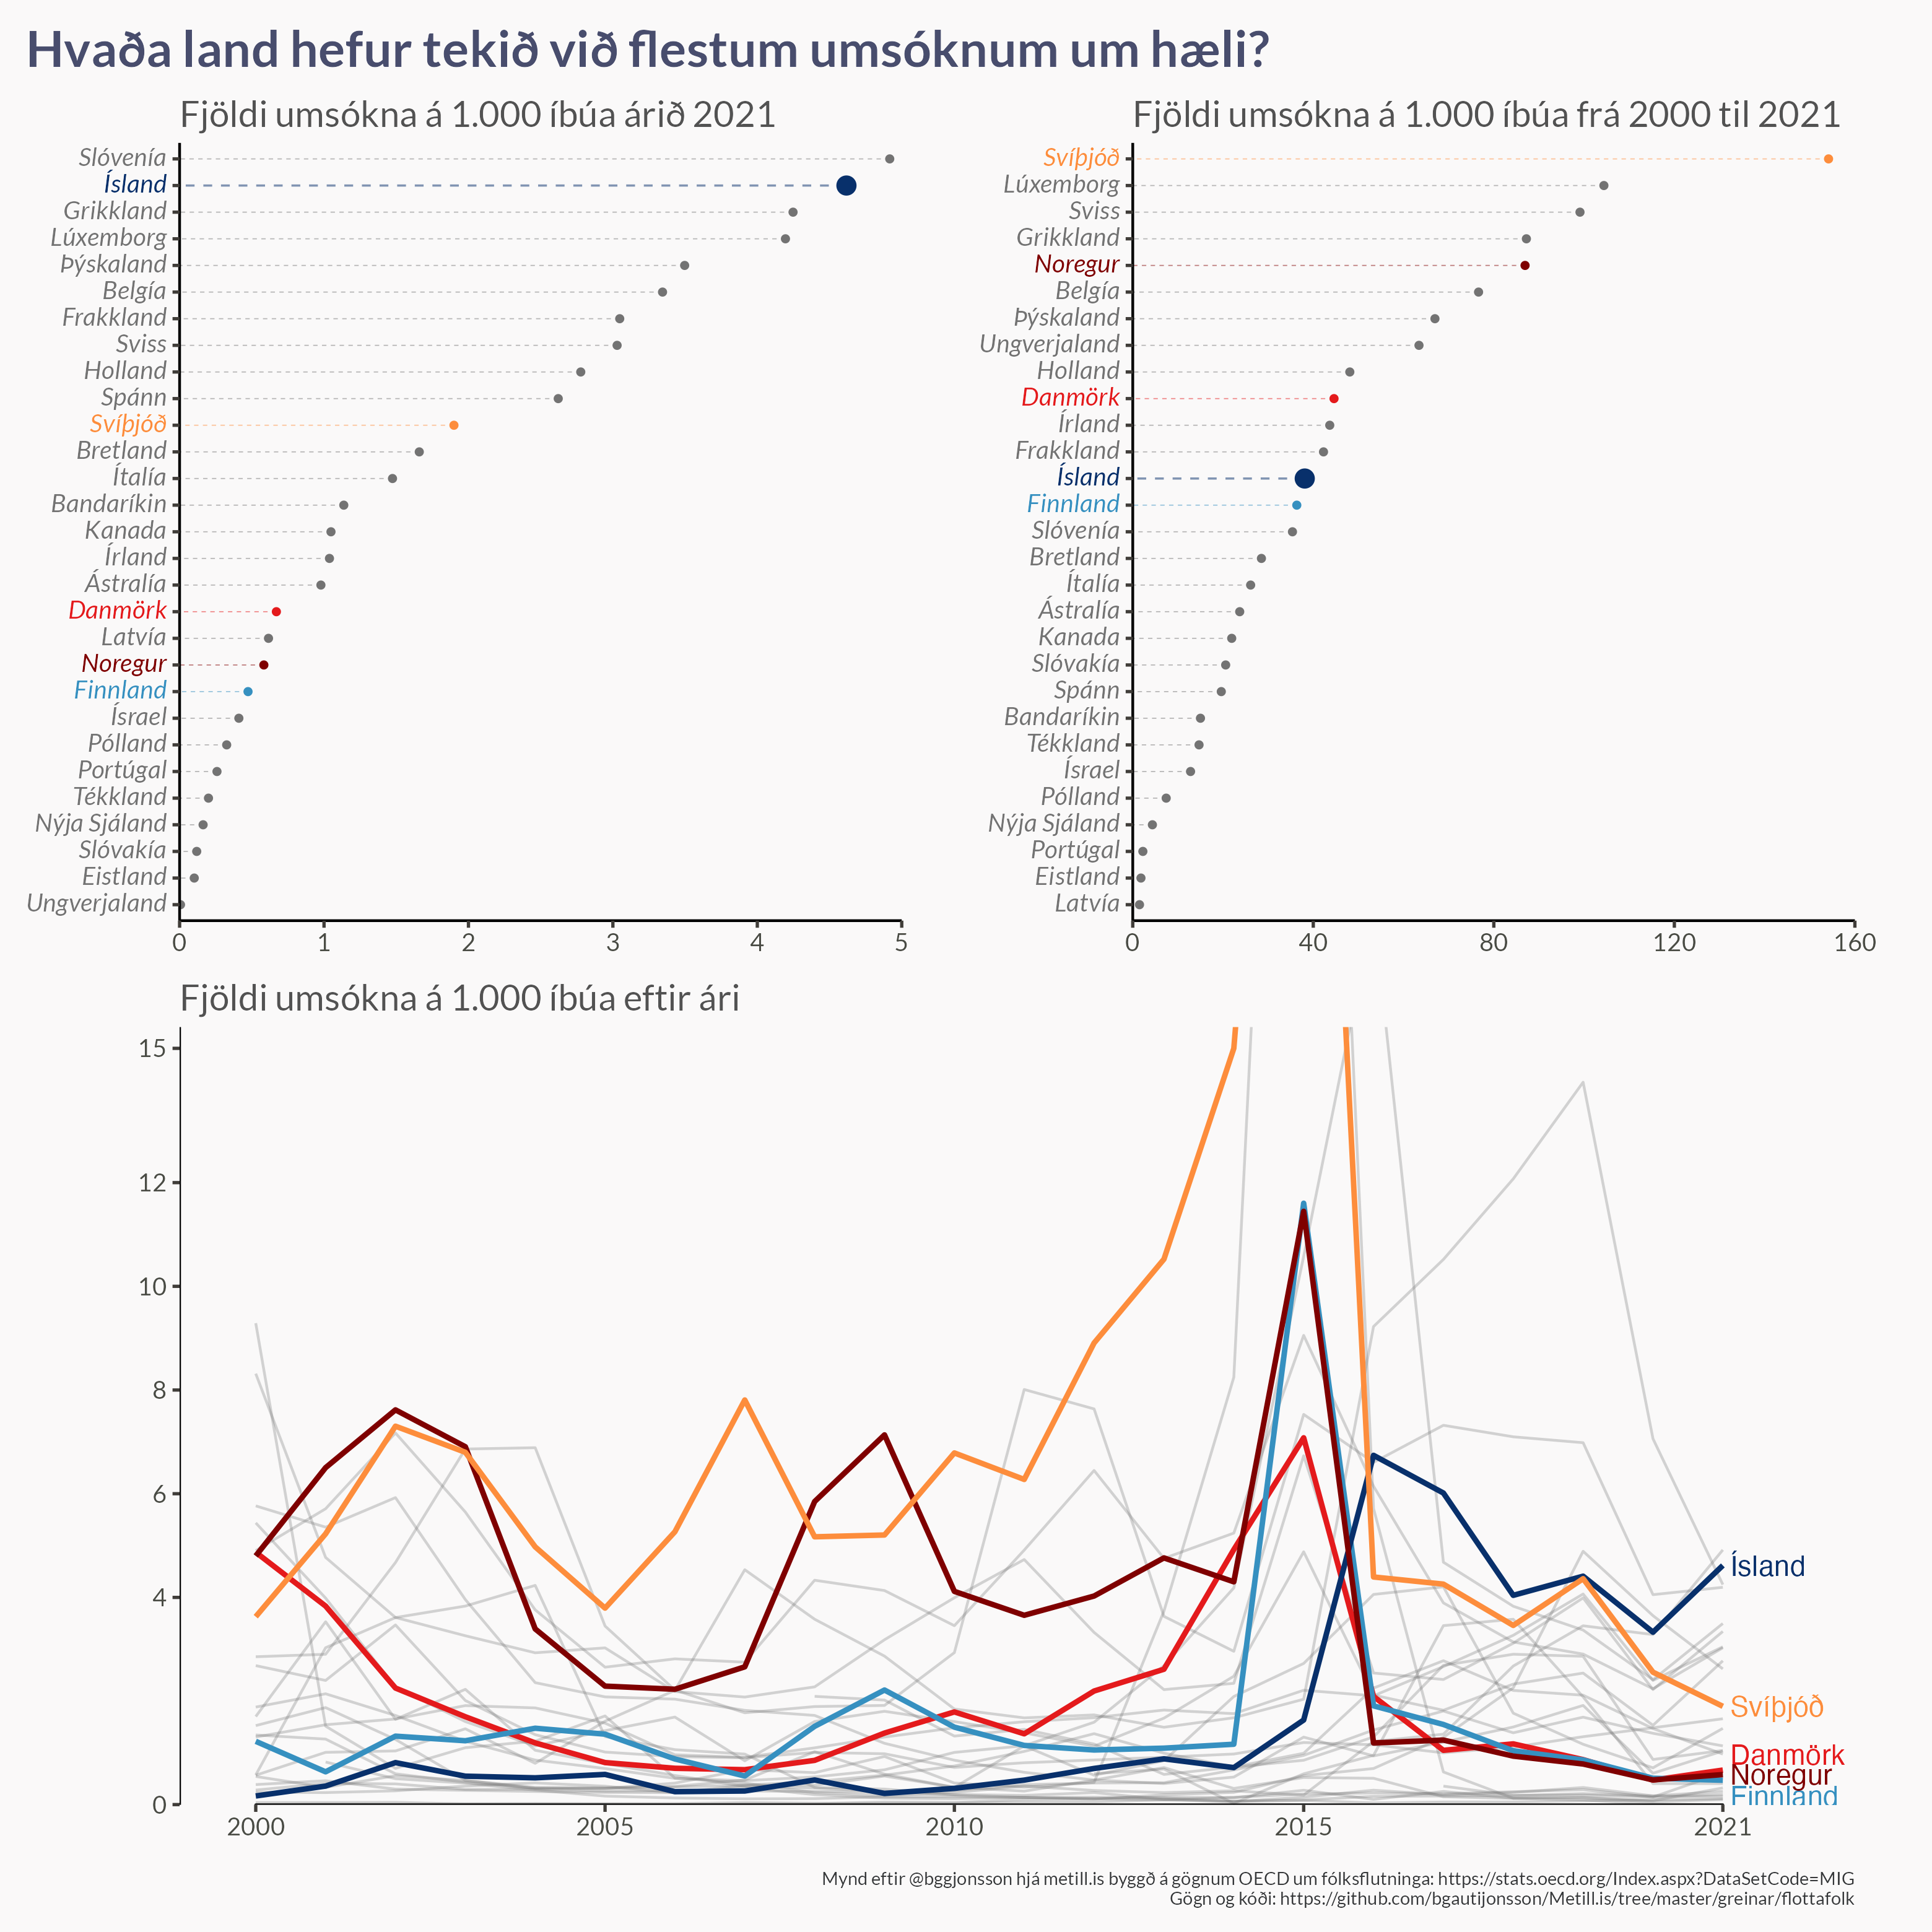 Hvaða land hefur tekið við flestum umsóknum um hæli?
Fjöldi umsókna á 1.000 íbúa árið 2021
Slóvenía
Ísland
Grikkland
Lúxemborg
Þýskaland
Belgía
Frakkland
Sviss
Holland
Spánn
Svíþjóð
Bretland
Ítalía
Bandaríkin
Kanada
Írland
Ástralía
Danmörk
Latvía
Noregur
Finnland
Ísrael
Pólland
Portúgal
Tékkland
Nýja Sjáland
Slóvakía
Eistland
Ungverjaland
0 1 2 3 4 5
Fjöldi umsókna á 1.000 íbúa frá 2000 til 2021
Svíþjóð
Lúxemborg
Sviss
Grikkland
Noregur
Belgía
Þýskaland
Ungverjaland
Holland
Danmörk
Írland
Frakkland
Ísland
Finnland
Slóvenía
Bretland
Ítalía
Ástralía
Kanada
Slóvakía
Spánn
Bandaríkin
Tékkland
Ísrael
Pólland
Nýja Sjáland
Portúgal
Eistland
Latvía
0 40 80 120 160
Fjöldi umsókna á 1.000 íbúa eftir ári
15
12
10
8
6
4
0
Ísland
Svíþjóð
Danmörk
Noregur
Finnland
2000 2005 2010 2015 2021
Mynd eftir @bggjonsson hjá metill.is byggð á gögnum OECD um fólksflutninga: https://stats.oecd.org/Index.aspx?DataSetCode=MIG
Gögn og kóði: https://github.com/bgautijonsson/Metill.is/tree/master/greinar/flottafolk